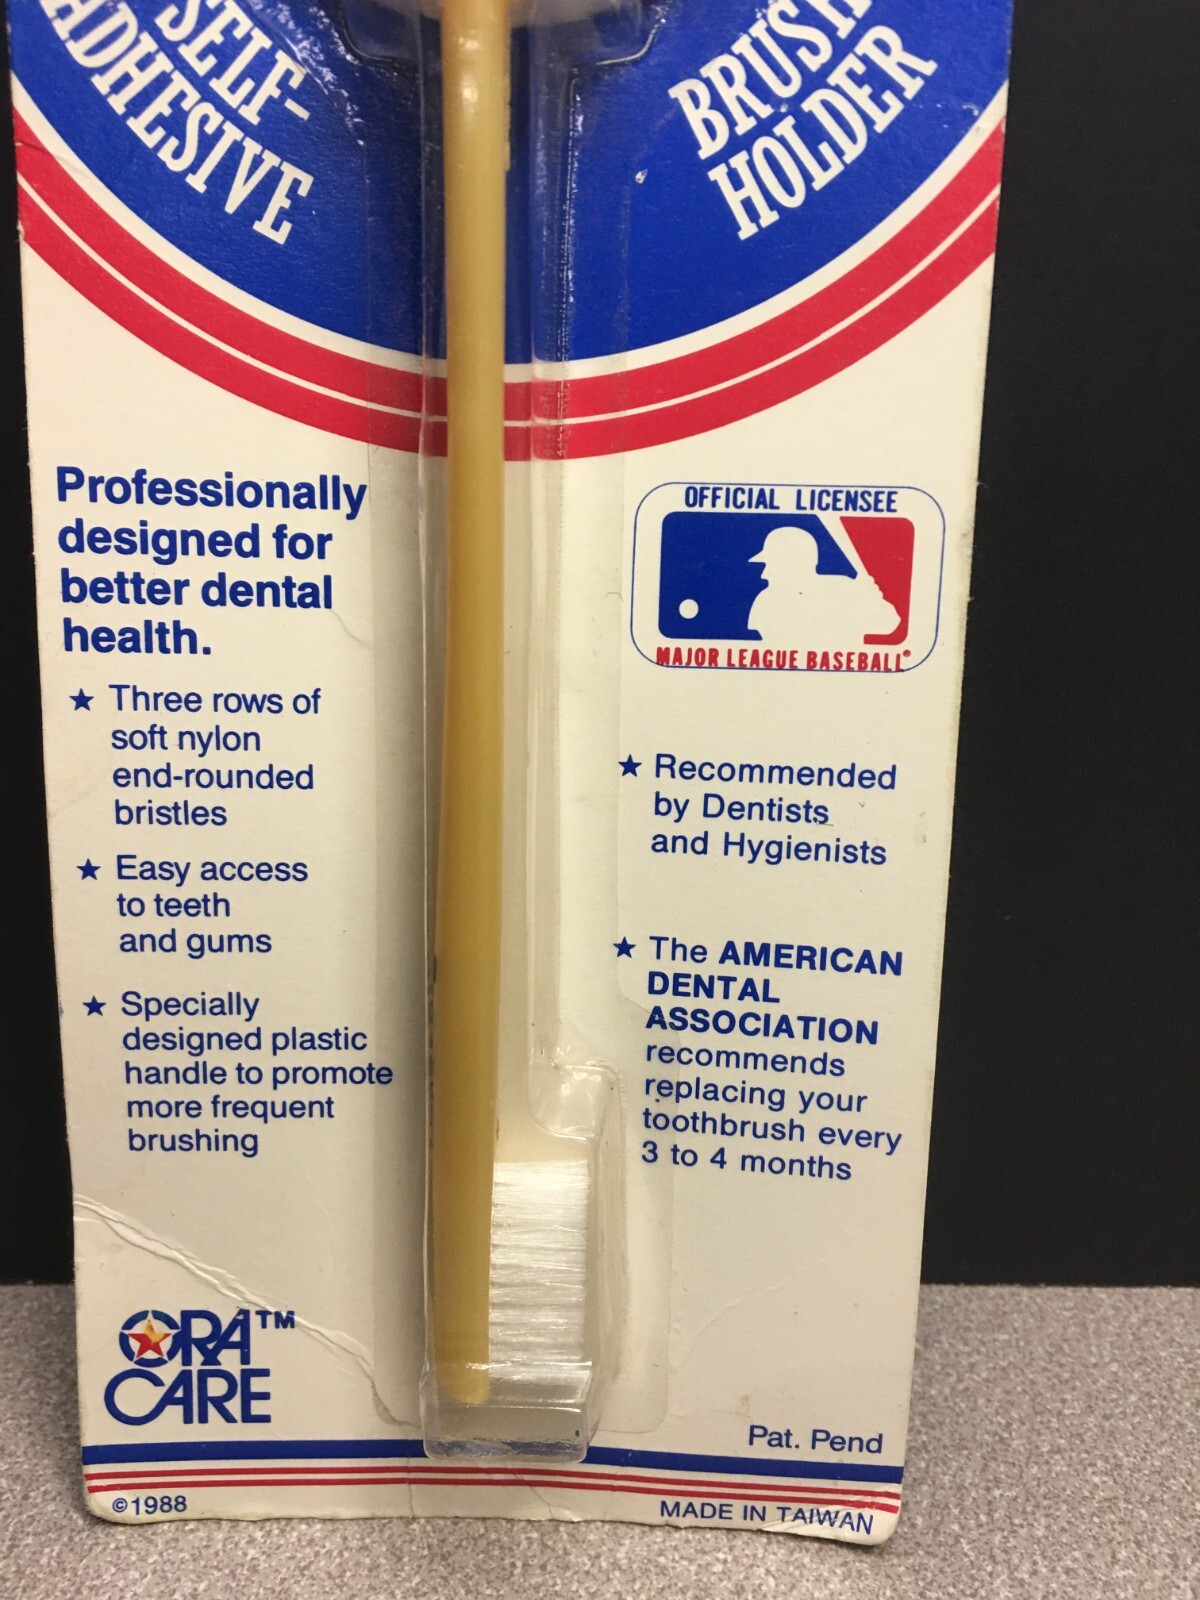 SELF-
ADHESIVE
BRUSH
HOLDER
Professionally
designed for
better dental
health.
★ Three rows of
soft nylon
end-rounded
bristles
★ Easy access
to teeth
and gums
★ Specially
designed plastic
handle to promote
more frequent
brushing
OFFICIAL LICENSEE
MAJOR LEAGUE BASEBALL®
★ Recommended
by Dentists
and Hygienists
★ The AMERICAN
DENTAL
ASSOCIATION
recommends
replacing your
toothbrush every
3 to 4 months
ORA™
CARE
Pat. Pend
©1988
MADE IN TAIWAN